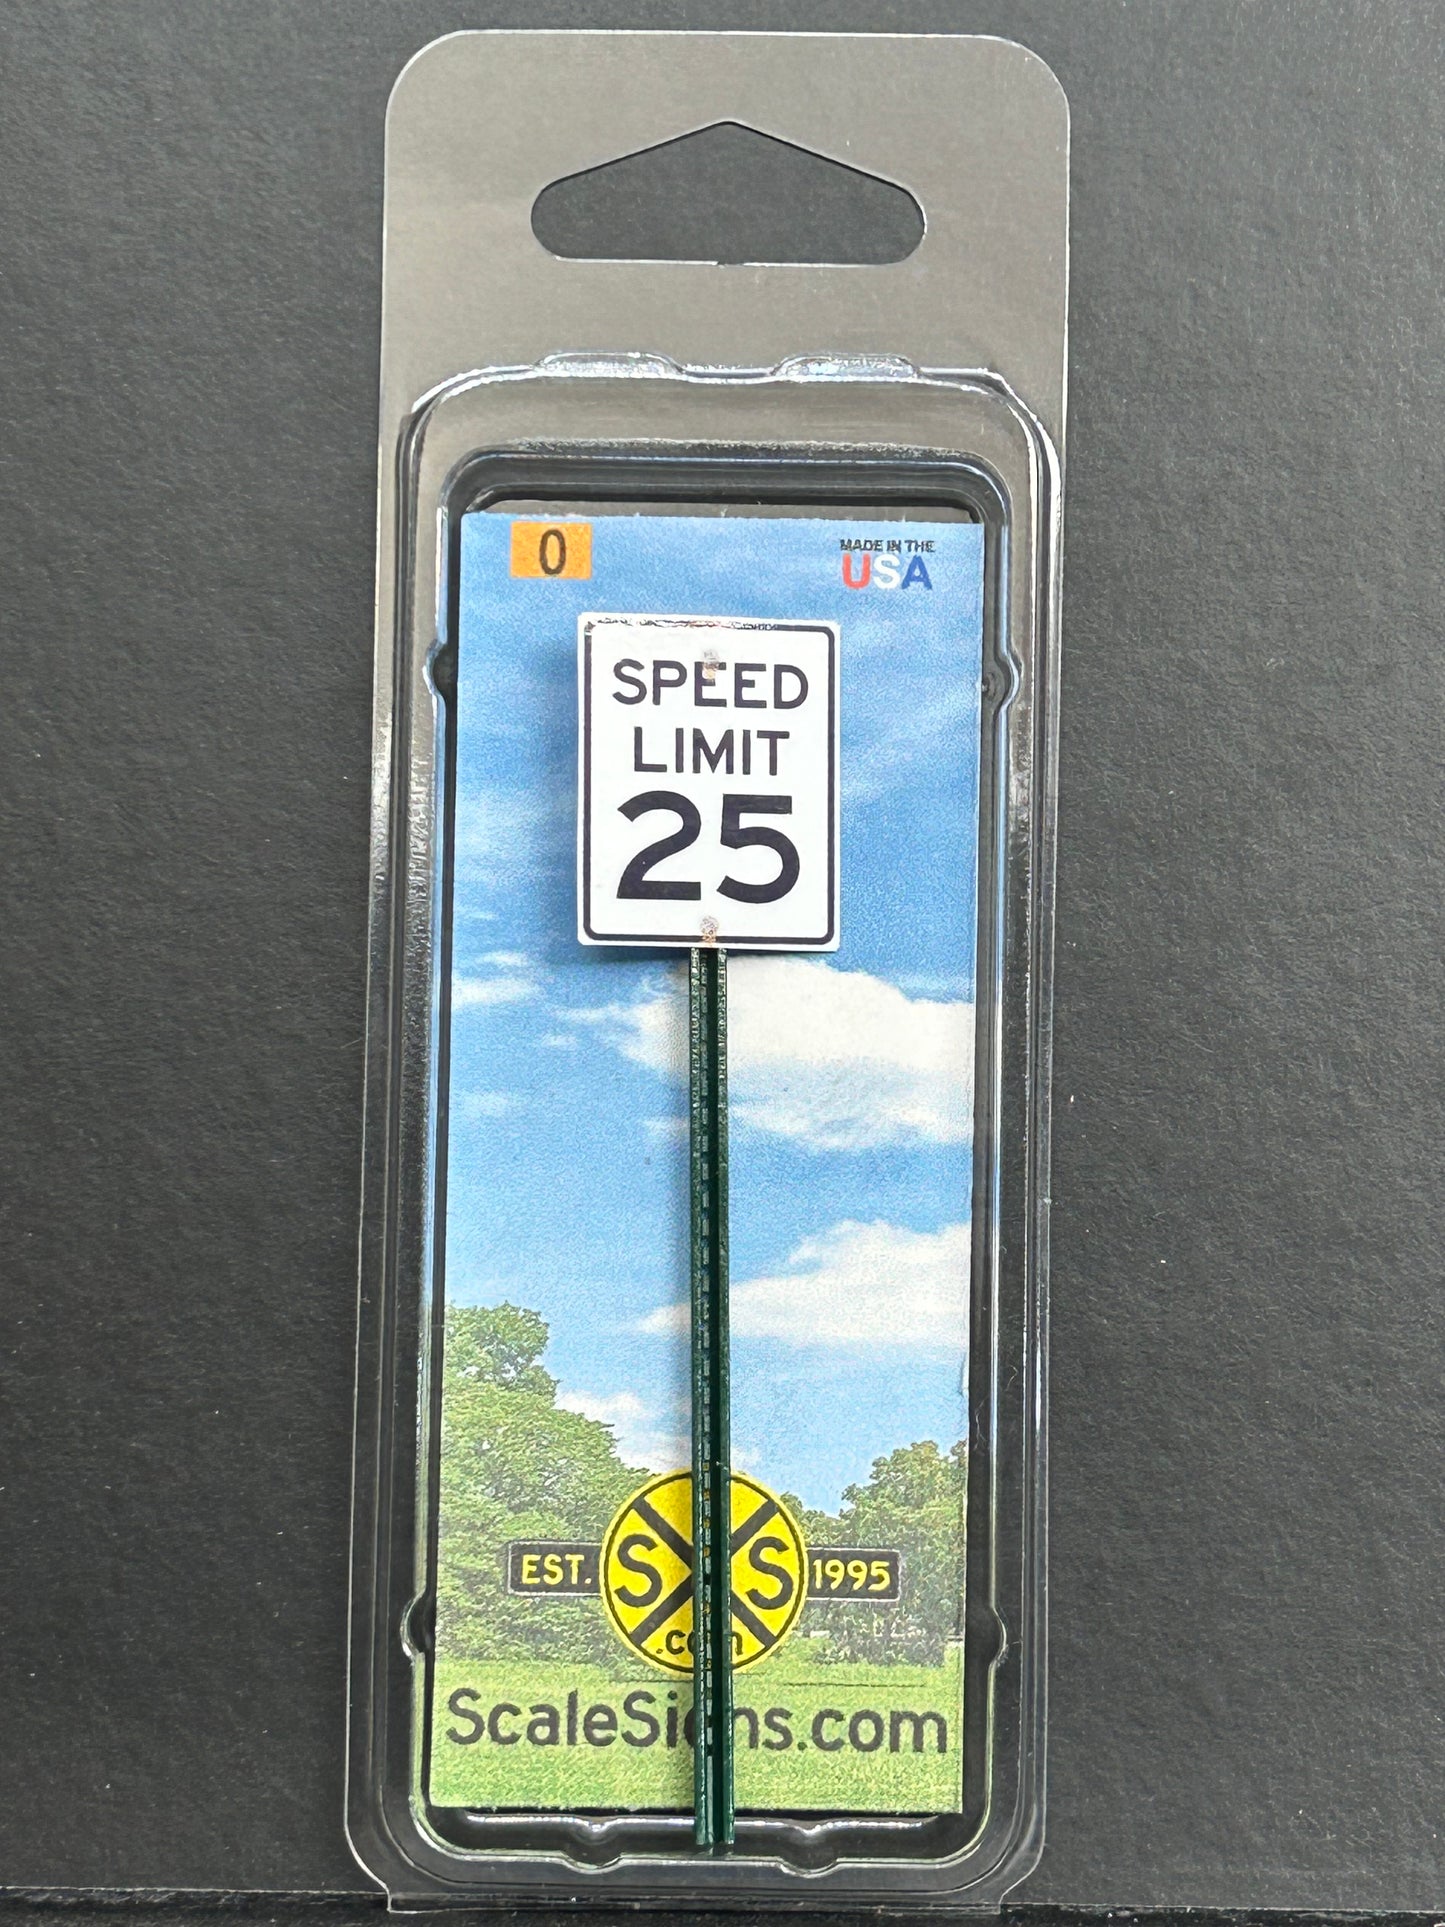 0
MADE IN THE
USA
SPEED
LIMIT
25
EST. S S 1995
.com
ScaleSigns.com